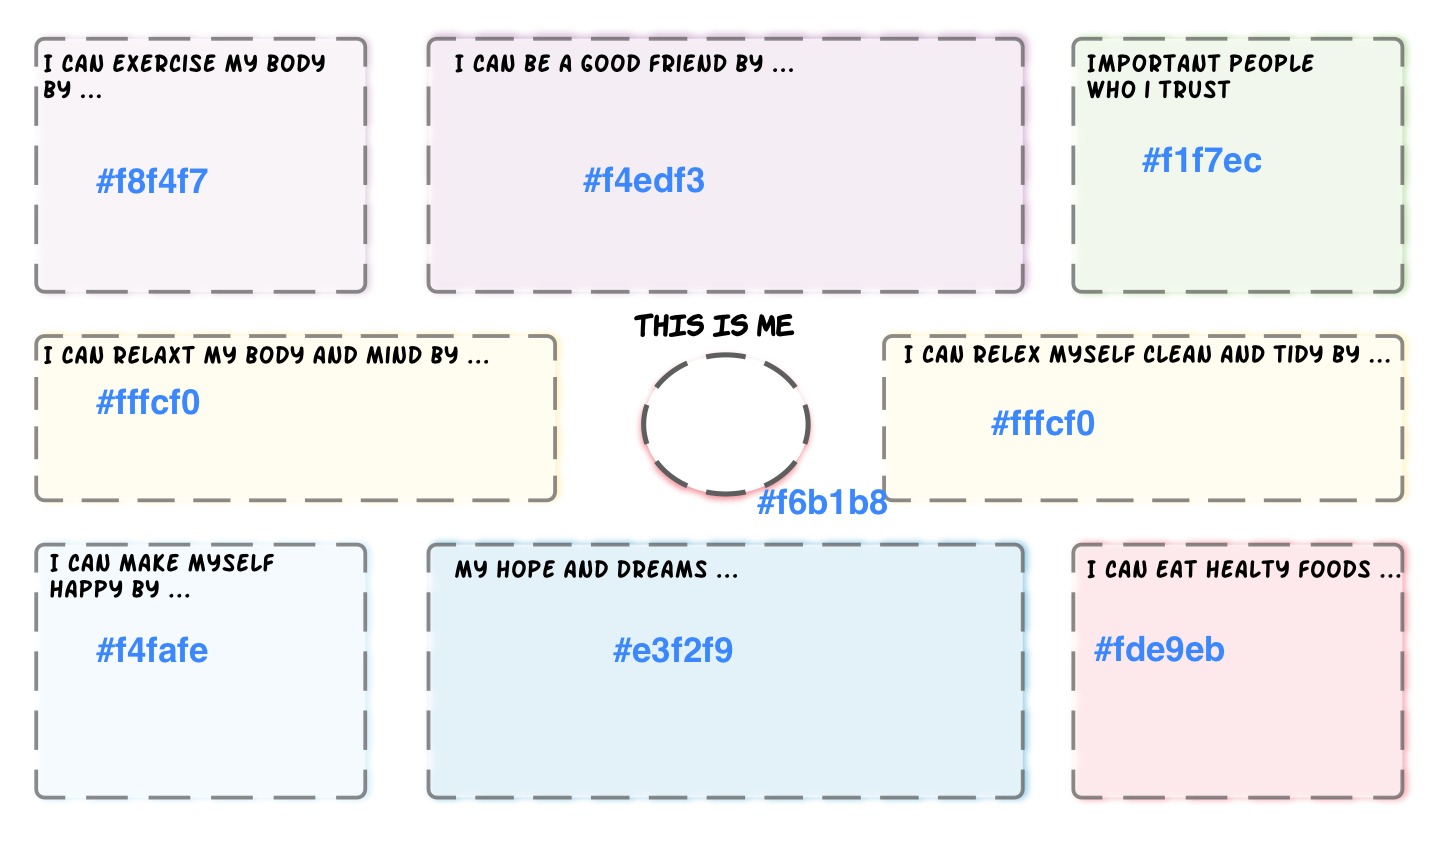 I CAN EXERCISE MY BODY
BY ...
#f8f4f7
I CAN BE A GOOD FRIEND BY ...
#f4edf3
IMPORTANT PEOPLE
WHO I TRUST
#f1f7ec
I CAN RELAXT MY BODY AND MIND BY ...
#fffcf0
THIS IS ME
#f6b1b8
I CAN RELEX MYSELF CLEAN AND TIDY BY ...
#fffcf0
I CAN MAKE MYSELF
HAPPY BY ...
#f4fafe
MY HOPE AND DREAMS ...
#e3f2f9
I CAN EAT HEALTY FOODS ...
#fde9eb